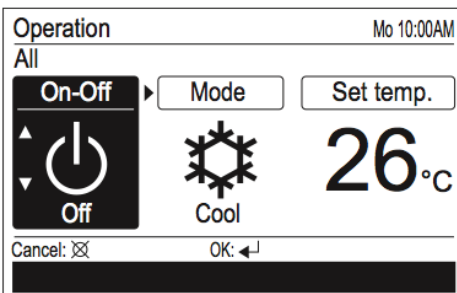 Operation Mo 10:00AM
All
On-Off Mode Set temp.
26°C
Off Cool
Cancel: OK: